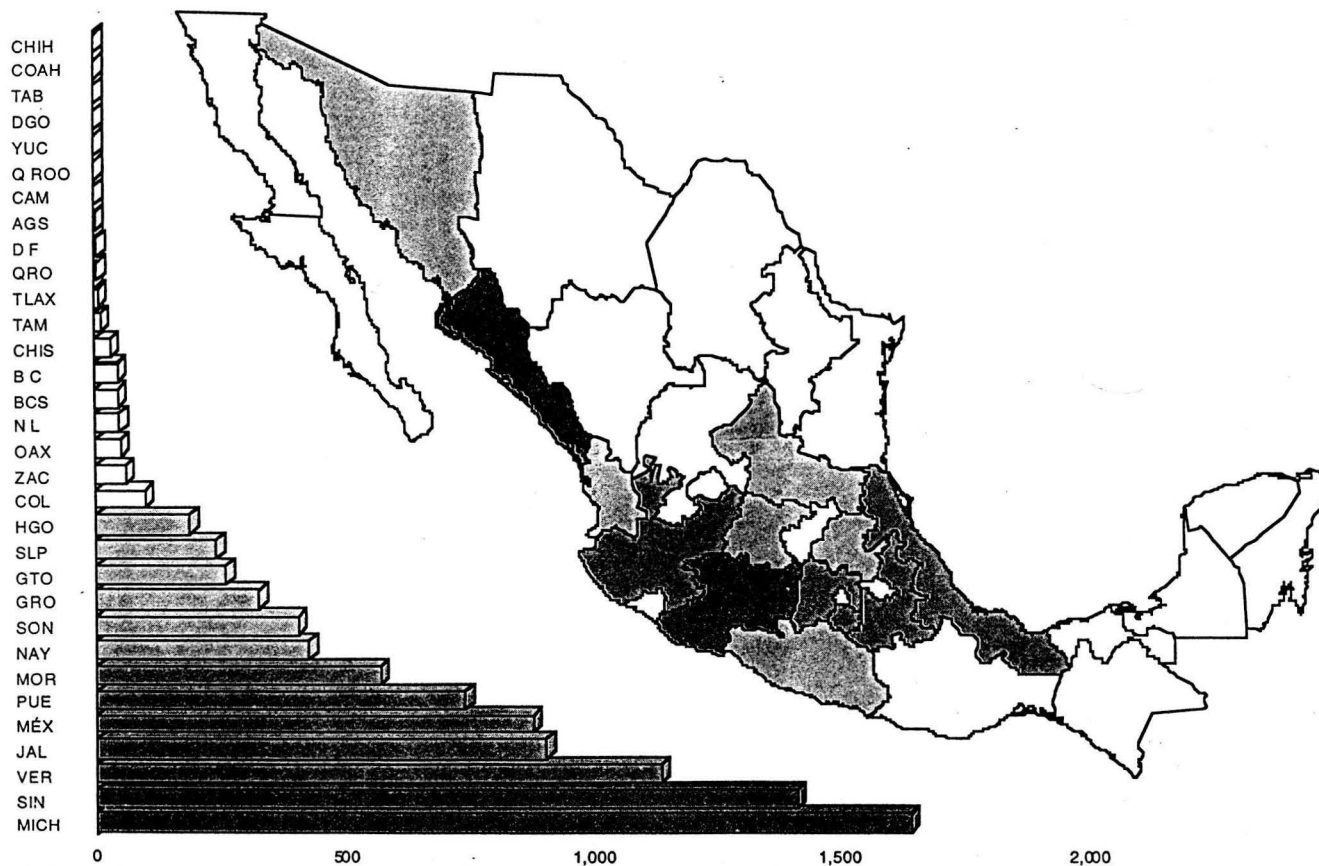 CHIH
COAH
TAB
DGO
YUC
Q ROO
CAM
AGS
D F
QRO
TLAX
TAM
CHIS
B C
BCS
N L
OAX
ZAC
COL
HGO
SLP
GTO
GRO
SON
NAY
MOR
PUE
MÉX
JAL
VER
SIN
MICH
0 500 1,000 1,500 2,000